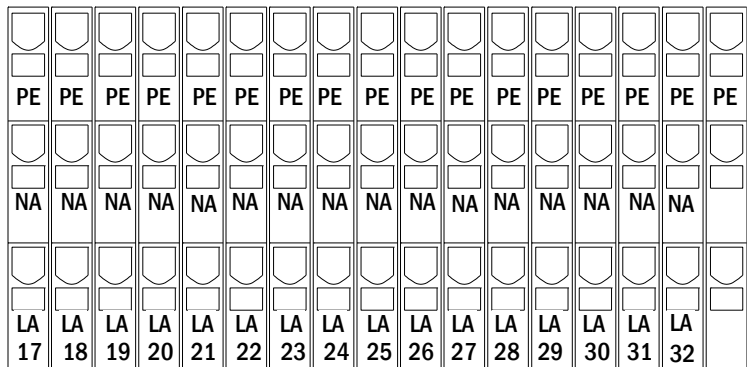 PE PE PE PE PE PE PE PE PE PE PE PE PE PE PE PE PE
NA NA NA NA NA NA NA NA NA NA NA NA NA NA NA NA
LA LA LA LA LA LA LA LA LA LA LA LA LA LA LA LA
17 18 19 20 21 22 23 24 25 26 27 28 29 30 31 32